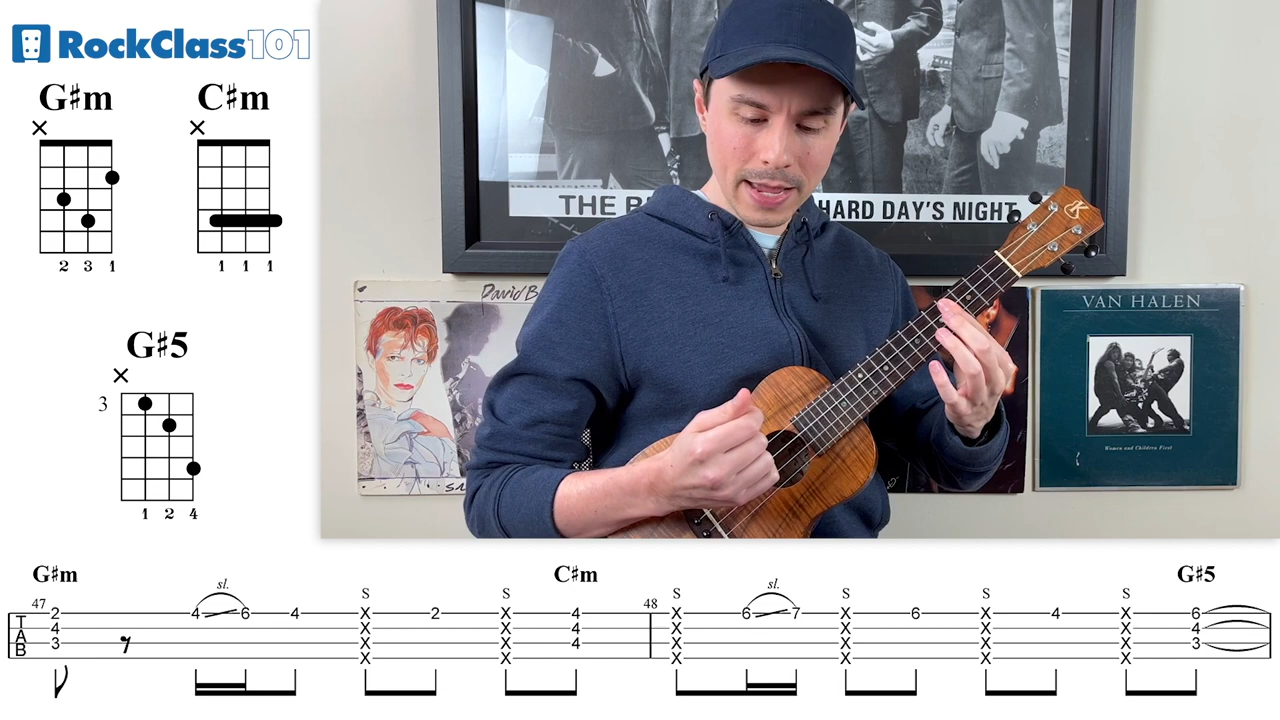 RockClass101
G♯m
C♯m
×
×
2 3 1
1 1 1
G♯5
×
3
1 2 4
THE B
HARD DAY'S NIGHT
David B
VAN HALEN
Women and Children First
G♯m
C♯m
G♯5
sl.
S
S
S
sl.
S
S
S
47
48
T
A
B
2 4 6 4 X 2 X 4 X 6 7 X 6 X 4 X 6
4 X X 4 X X X X 4
3 X X 4 X X X X 3
X X X X X X